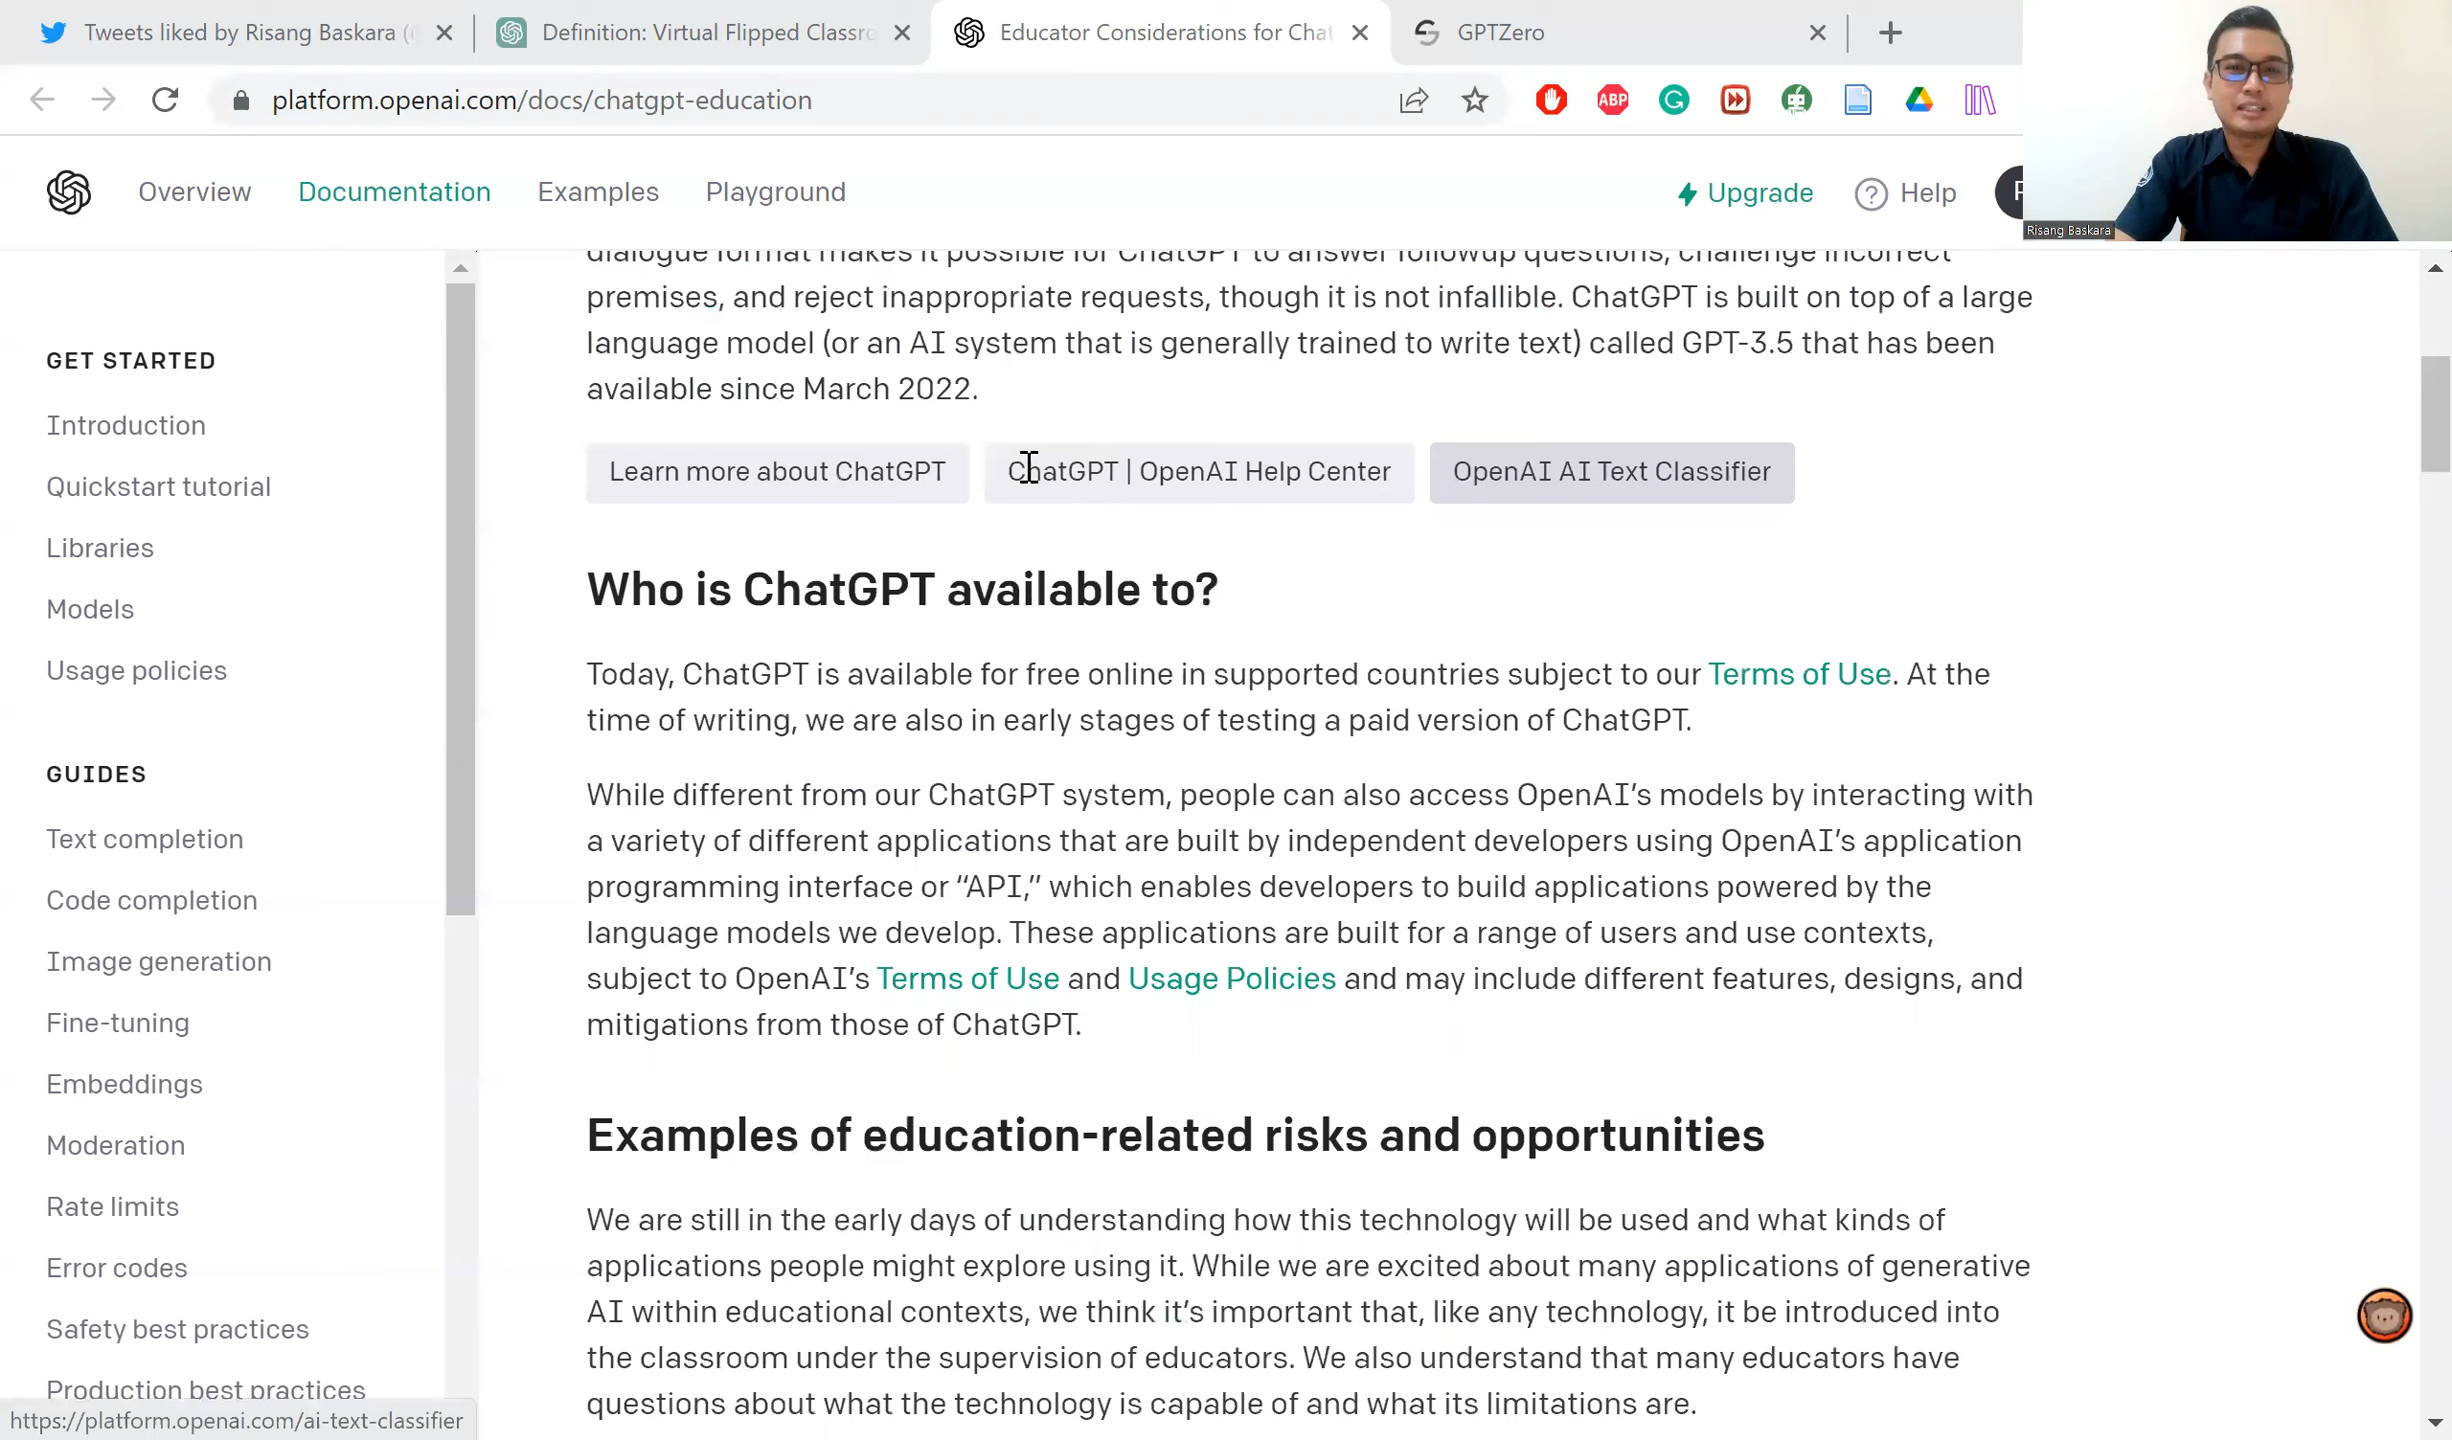 Tweets liked by Risang Baskara (
Definition: Virtual Flipped Classro
Educator Considerations for Chat
GPTZero
platform.openai.com/docs/chatgpt-education
ABP
Overview
Documentation
Examples
Playground
Upgrade
Help
Risang Baskara
GET STARTED
Introduction
Quickstart tutorial
Libraries
Models
Usage policies
GUIDES
Text completion
Code completion
Image generation
Fine-tuning
Embeddings
Moderation
Rate limits
Error codes
Safety best practices
Production best practices
https://platform.openai.com/ai-text-classifier
dialogue format makes it possible for ChatGPT to answer followup questions, challenge incorrect
premises, and reject inappropriate requests, though it is not infallible. ChatGPT is built on top of a large
language model (or an AI system that is generally trained to write text) called GPT-3.5 that has been
available since March 2022.
Learn more about ChatGPT
ChatGPT | OpenAI Help Center
OpenAI AI Text Classifier
Who is ChatGPT available to?
Today, ChatGPT is available for free online in supported countries subject to our Terms of Use. At the
time of writing, we are also in early stages of testing a paid version of ChatGPT.
While different from our ChatGPT system, people can also access OpenAI’s models by interacting with
a variety of different applications that are built by independent developers using OpenAI’s application
programming interface or “API,” which enables developers to build applications powered by the
language models we develop. These applications are built for a range of users and use contexts,
subject to OpenAI’s Terms of Use and Usage Policies and may include different features, designs, and
mitigations from those of ChatGPT.
Examples of education-related risks and opportunities
We are still in the early days of understanding how this technology will be used and what kinds of
applications people might explore using it. While we are excited about many applications of generative
AI within educational contexts, we think it’s important that, like any technology, it be introduced into
the classroom under the supervision of educators. We also understand that many educators have
questions about what the technology is capable of and what its limitations are.